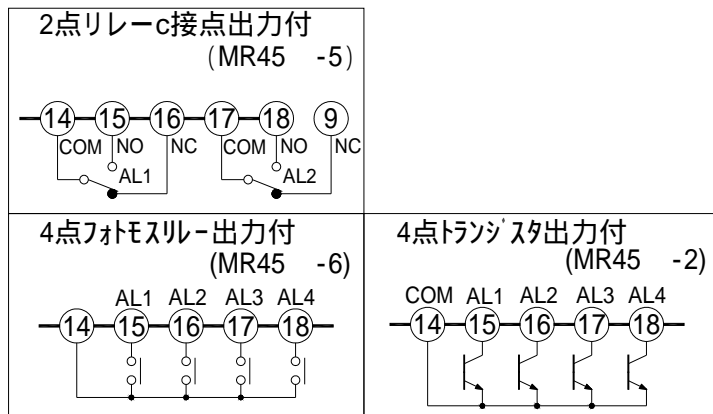 2点リレーc接点出力付
(MR45 -5)
14 15 16 17 18 9
COM NO NC COM NO NC
AL1 AL2
4点フォトモスリレー出力付
(MR45 -6)
AL1 AL2 AL3 AL4
14 15 16 17 18
4点トランジスタ出力付
(MR45 -2)
COM AL1 AL2 AL3 AL4
14 15 16 17 18